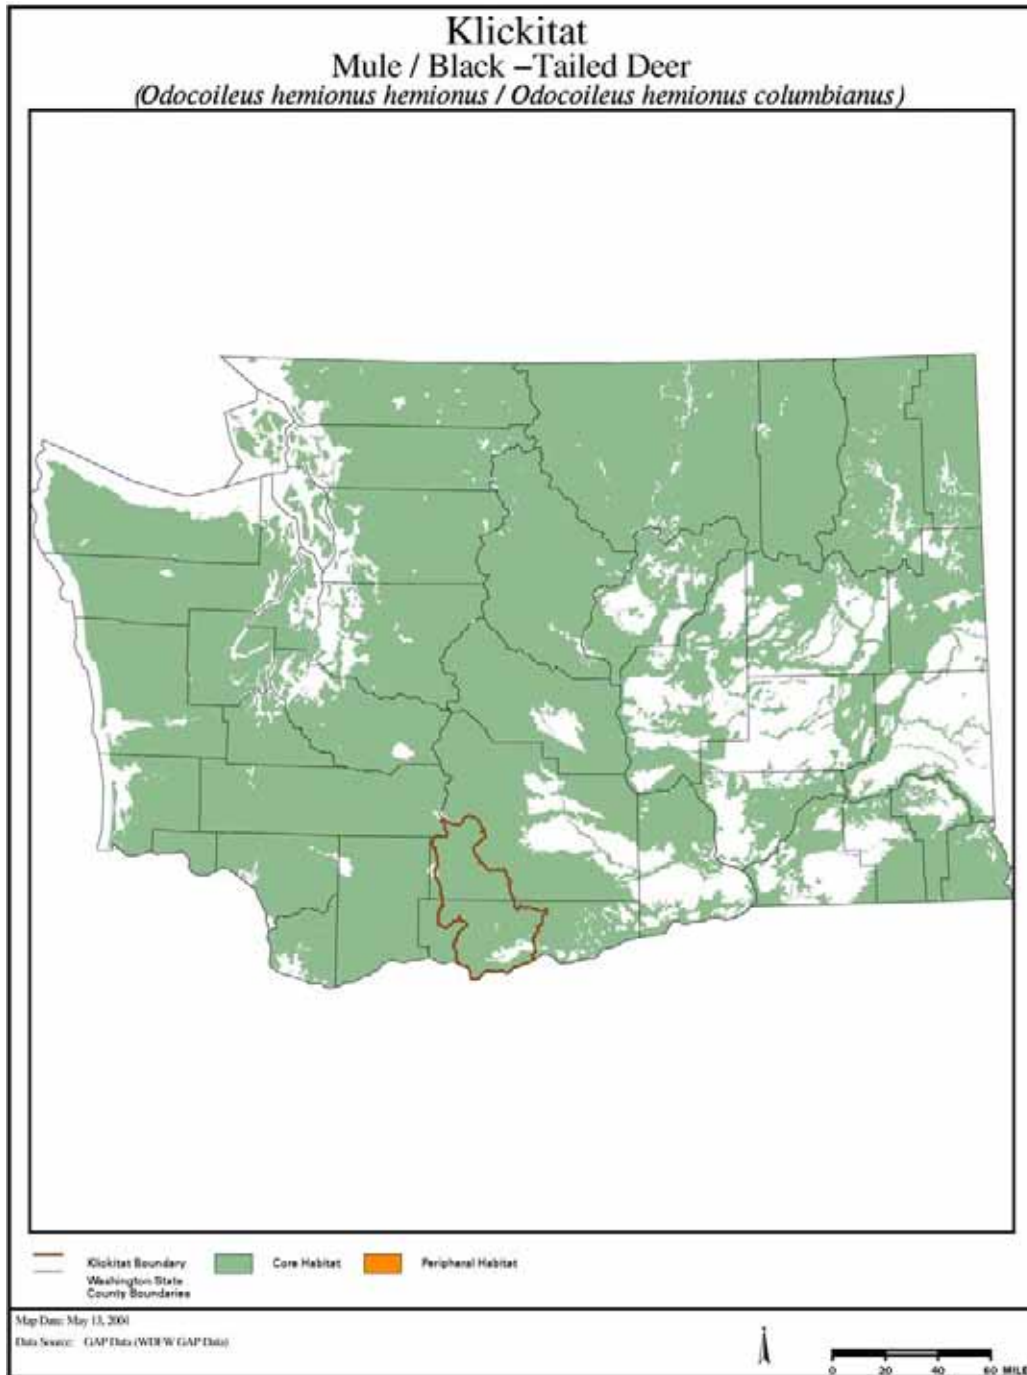 Klickitat
Mule / Black –Tailed Deer
(Odocoileus hemionus hemionus / Odocoileus hemionus columbianus)
Klickitat Boundary
Core Habitat
Peripheral Habitat
Washington State
County Boundaries
Map Date: May 13, 2004
Data Source: GAP Data (WDFW GAP Data)
0 20 40 60 MILE